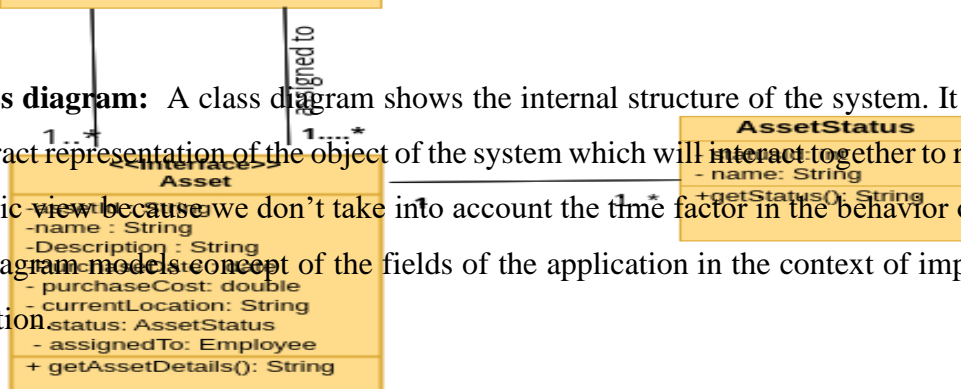 assigned to
s diagram: A class diagram shows the internal structure of the system. It
1..*
1....*
AssetStatus
ract representation of the object of the system which will interact together to r
<<Interface>>
Asset
- name: String
ic view because we don't take into account the time factor in the behavior o
1
1..*
+getStatus(): String
-name : String
-Description : String
agram models concept of the fields of the application in the context of imp
- purchaseCost: double
- currentLocation: String
tion.
- status: AssetStatus
- assignedTo: Employee
+ getAssetDetails(): String